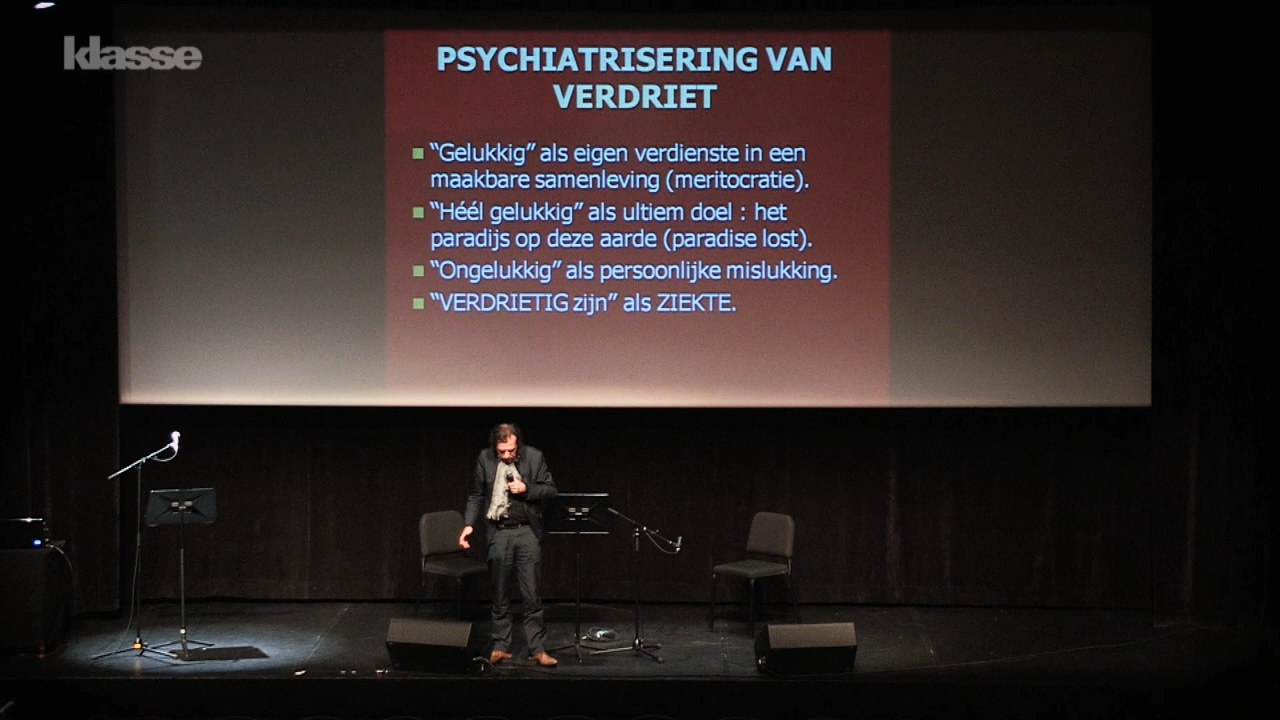 klasse
PSYCHIATRISERING VAN
VERDRIET
"Gelukkig" als eigen verdienste in een
maakbare samenleving (meritocratie).
"Héél gelukkig" als ultiem doel : het
paradijs op deze aarde (paradise lost).
"Ongelukkig" als persoonlijke mislukking.
"VERDRIETIG zijn" als ZIEKTE.